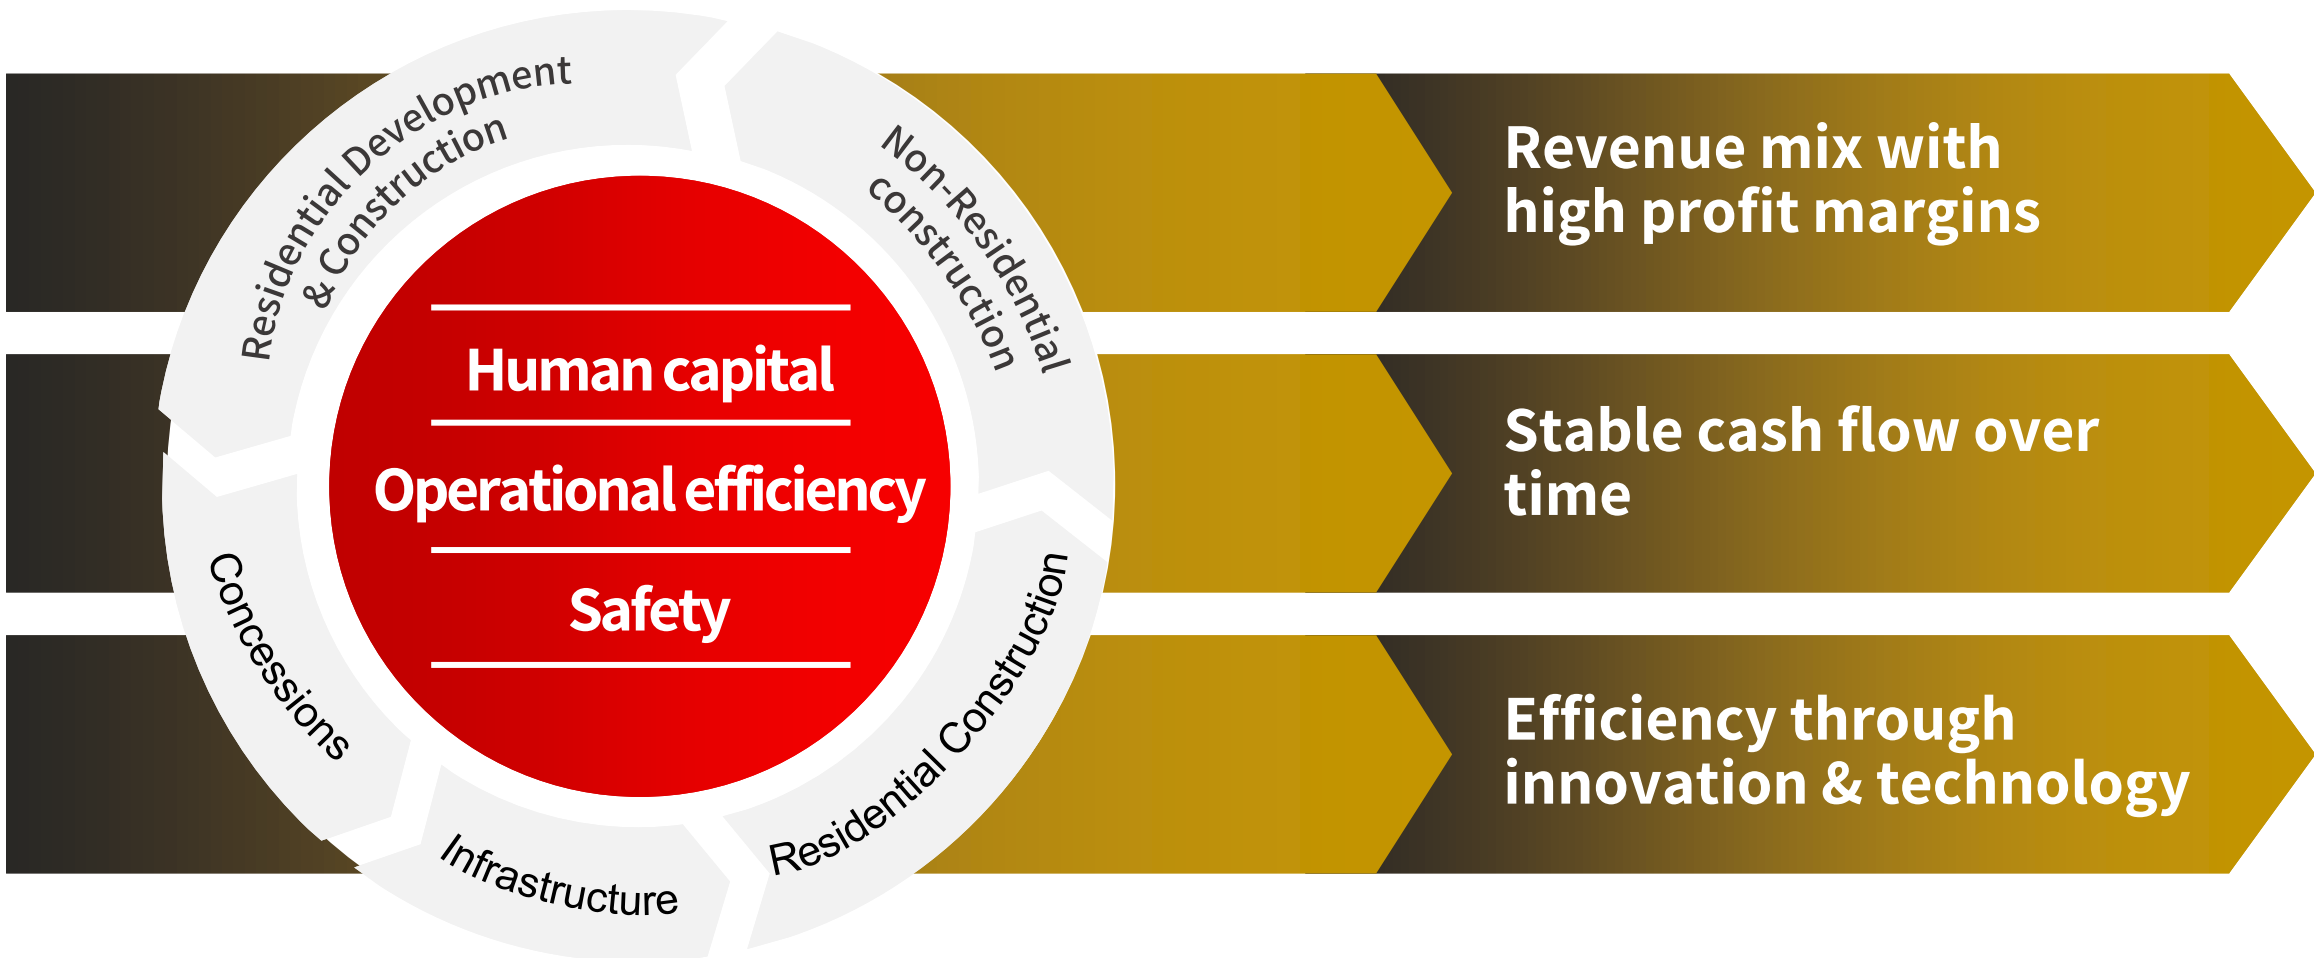 Residential Development
& Construction
Non-Residential
construction
Human capital
Operational efficiency
Safety
Concessions
Infrastructure
Residential Construction
Revenue mix with
high profit margins
Stable cash flow over
time
Efficiency through
innovation & technology